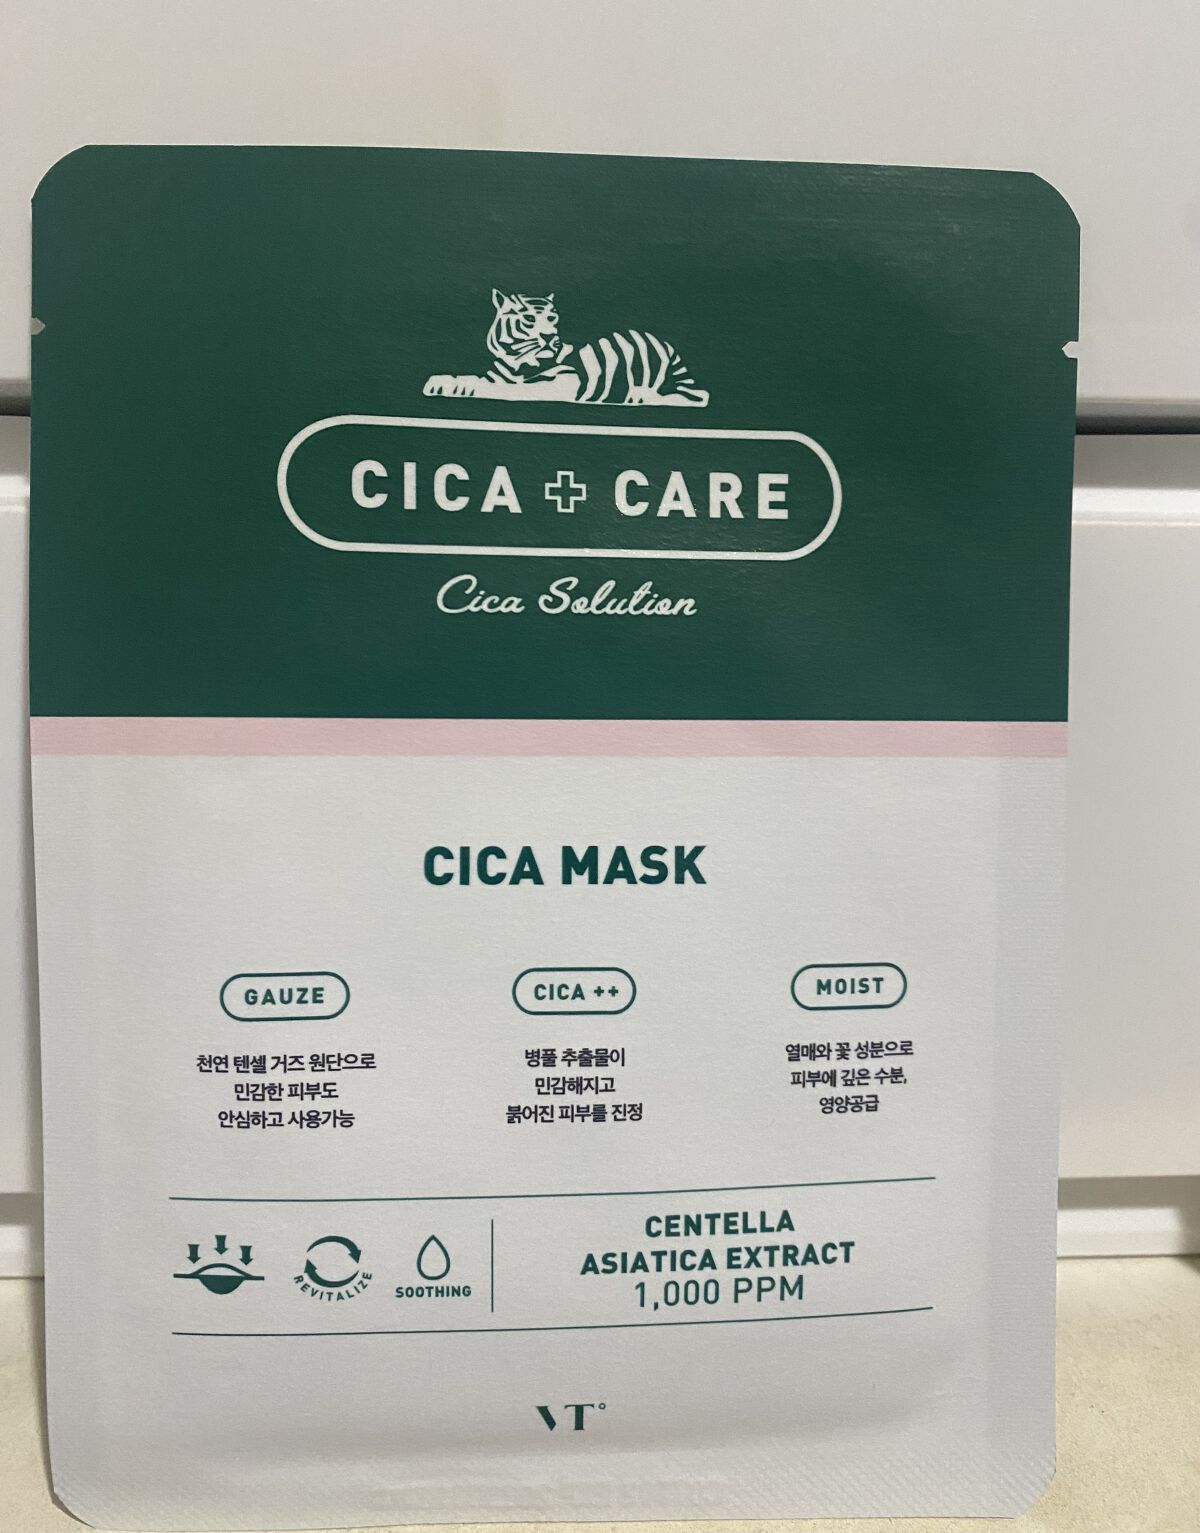 CICA + CARE
Cica Solution
CICA MASK
GAUZE
천연 텐셀 거즈 원단으로
민감한 피부도
안심하고 사용가능
CICA ++
병풀 추출물이
민감해지고
붉어진 피부를 진정
MOIST
열매와 꽃 성분으로
피부에 깊은 수분,
영양공급
REVITALIZE
SOOTHING
CENTELLA
ASIATICA EXTRACT
1,000 PPM
VT°